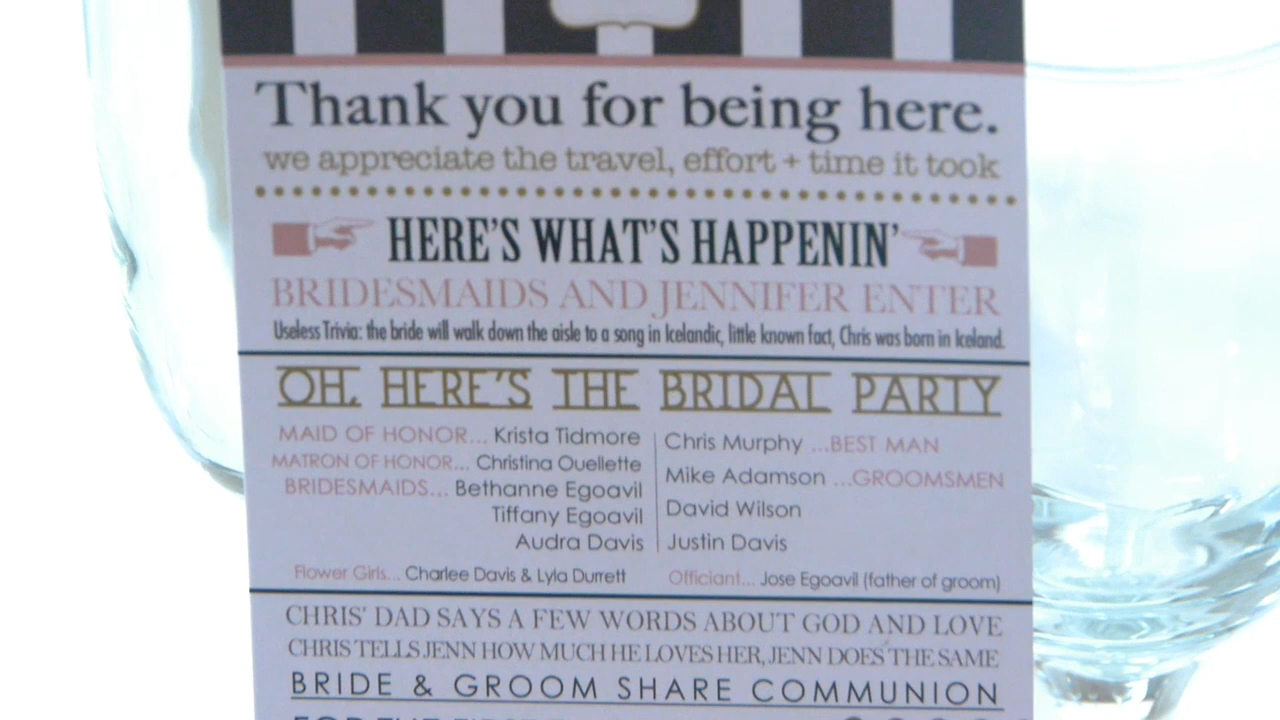 Thank you for being here.
we appreciate the travel, effort + time it took
HERE'S WHAT'S HAPPENIN'
BRIDESMAIDS AND JENNIFER ENTER
Useless Trivia: the bride will walk down the aisle to a song in Icelandic, little known fact, Chris was born in Iceland.
OH, HERE'S THE BRIDAL PARTY
MAID OF HONOR... Krista Tidmore
MATRON OF HONOR... Christina Ouellette
BRIDESMAIDS... Bethanne Egoavil
Tiffany Egoavil
Audra Davis
Chris Murphy ...BEST MAN
Mike Adamson ...GROOMSMEN
David Wilson
Justin Davis
Flower Girls... Charlee Davis & Lyla Durrett
Officiant... Jose Egoavil (father of groom)
CHRIS' DAD SAYS A FEW WORDS ABOUT GOD AND LOVE
CHRIS TELLS JENN HOW MUCH HE LOVES HER, JENN DOES THE SAME
BRIDE & GROOM SHARE COMMUNION
FOR THE FIRST